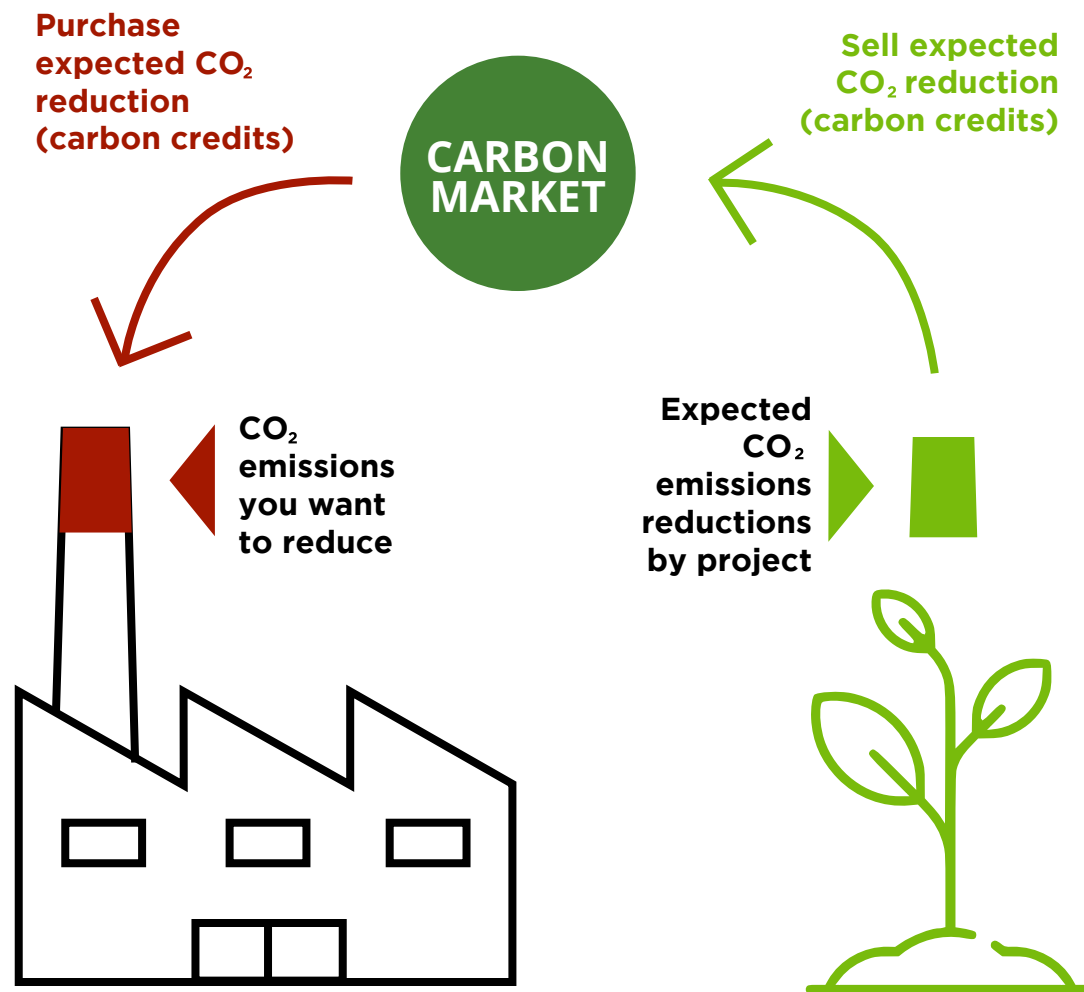 Purchase
expected CO₂
reduction
(carbon credits)
CARBON
MARKET
Sell expected
CO₂ reduction
(carbon credits)
CO₂
emissions
you want
to reduce
Expected
CO₂
emissions
reductions
by project